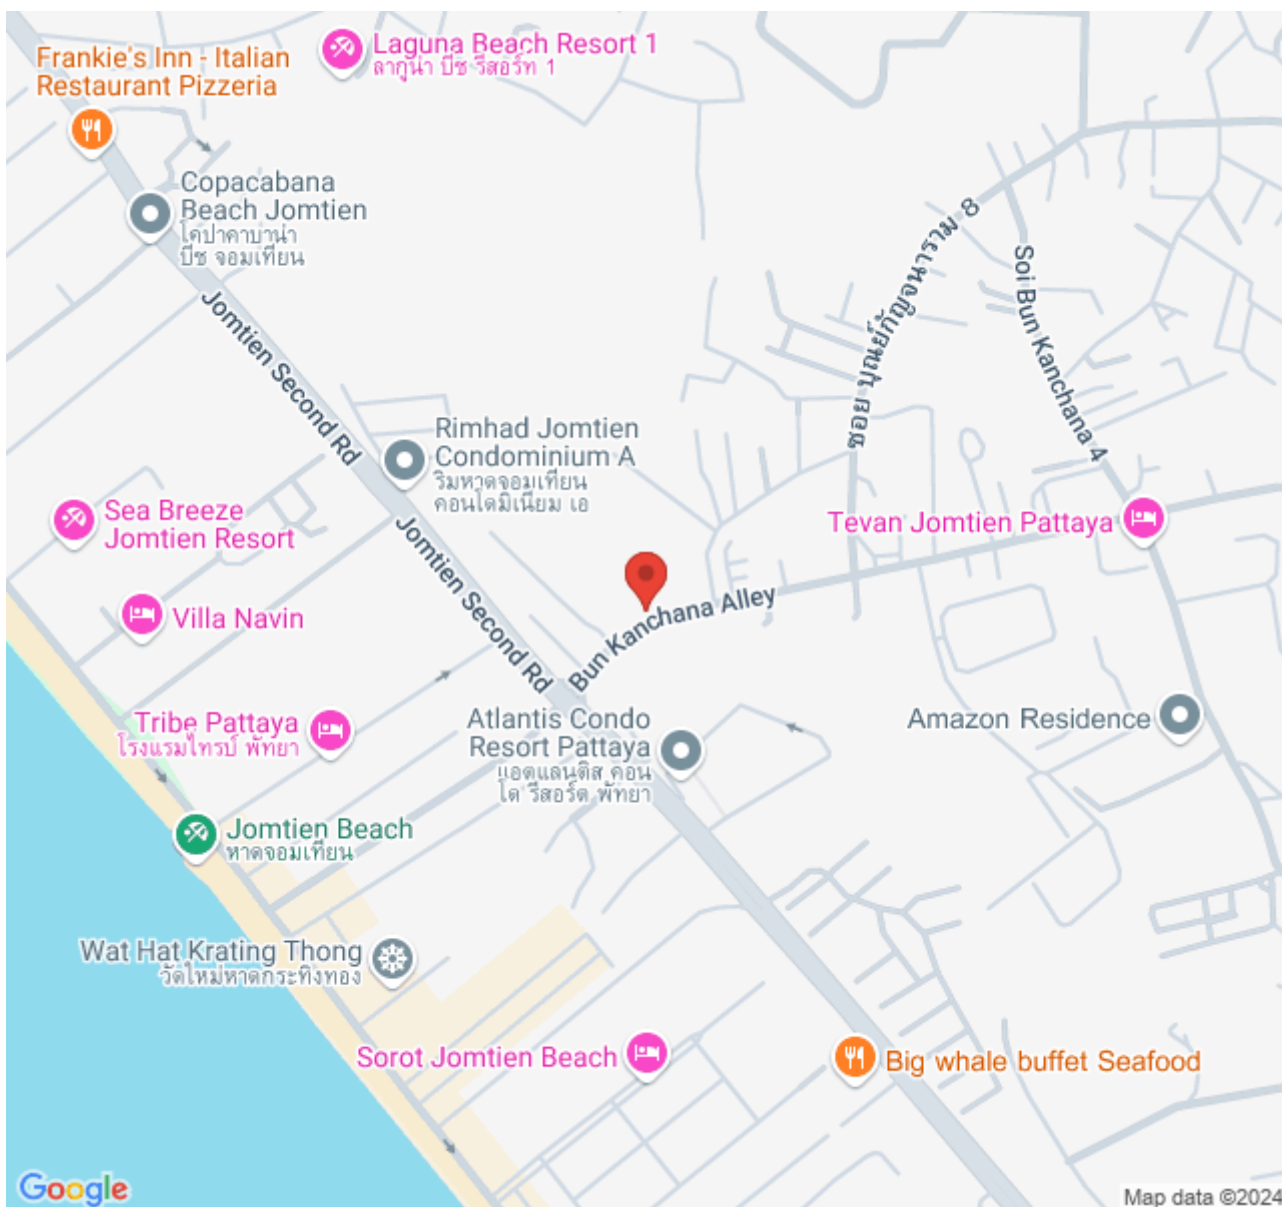 Laguna Beach Resort 1
ลากูน่า บีช รีสอร์ท 1
Frankie's Inn - Italian
Restaurant Pizzeria
Copacabana
Beach Jomtien
โคปาคาบาน่า
บีช จอมเทียน
ซอย บุณย์กัญจนาราม 8
Soi Bun Kanchana 4
Jomtien Second Rd
Rimhad Jomtien
Condominium A
ริมหาดจอมเทียน
คอนโดมิเนียม เอ
Sea Breeze
Jomtien Resort
Tevan Jomtien Pattaya
Jomtien Second Rd
Villa Navin
Bun Kanchana Alley
Tribe Pattaya
โรงแรมไทรบ์ พัทยา
Atlantis Condo
Resort Pattaya
แอตแลนติส คอน
โด รีสอร์ต พัทยา
Amazon Residence
Jomtien Beach
หาดจอมเทียน
Wat Hat Krating Thong
วัดใหม่หาดกระทิงทอง
Sorot Jomtien Beach
Big whale buffet Seafood
Google
Map data ©2024